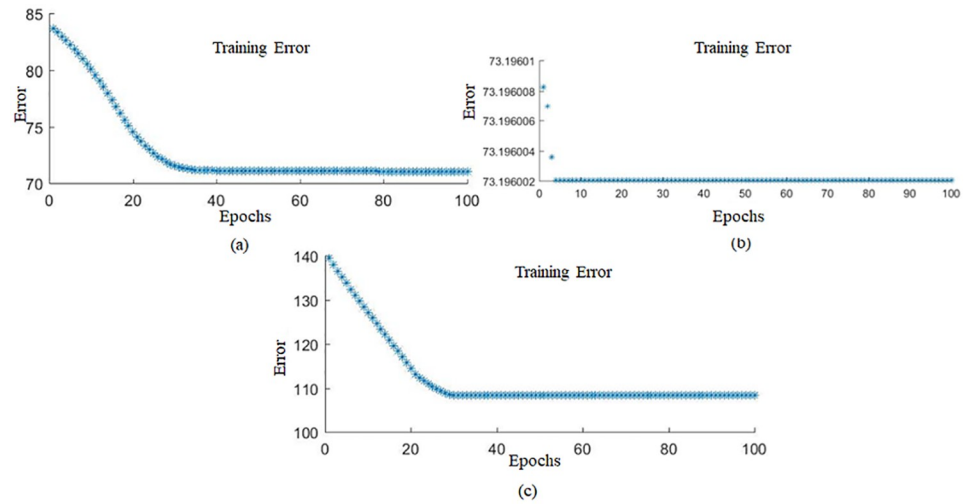 85
Training Error
80
Error
75
70
0 20 40 60 80 100
Epochs
(a)
Training Error
73.19601
73.196008
Error
73.196006
73.196004
73.196002
0 10 20 30 40 50 60 70 80 90 100
Epochs
(b)
140
Training Error
130
120
Error
110
100
0 20 40 60 80 100
Epochs
(c)